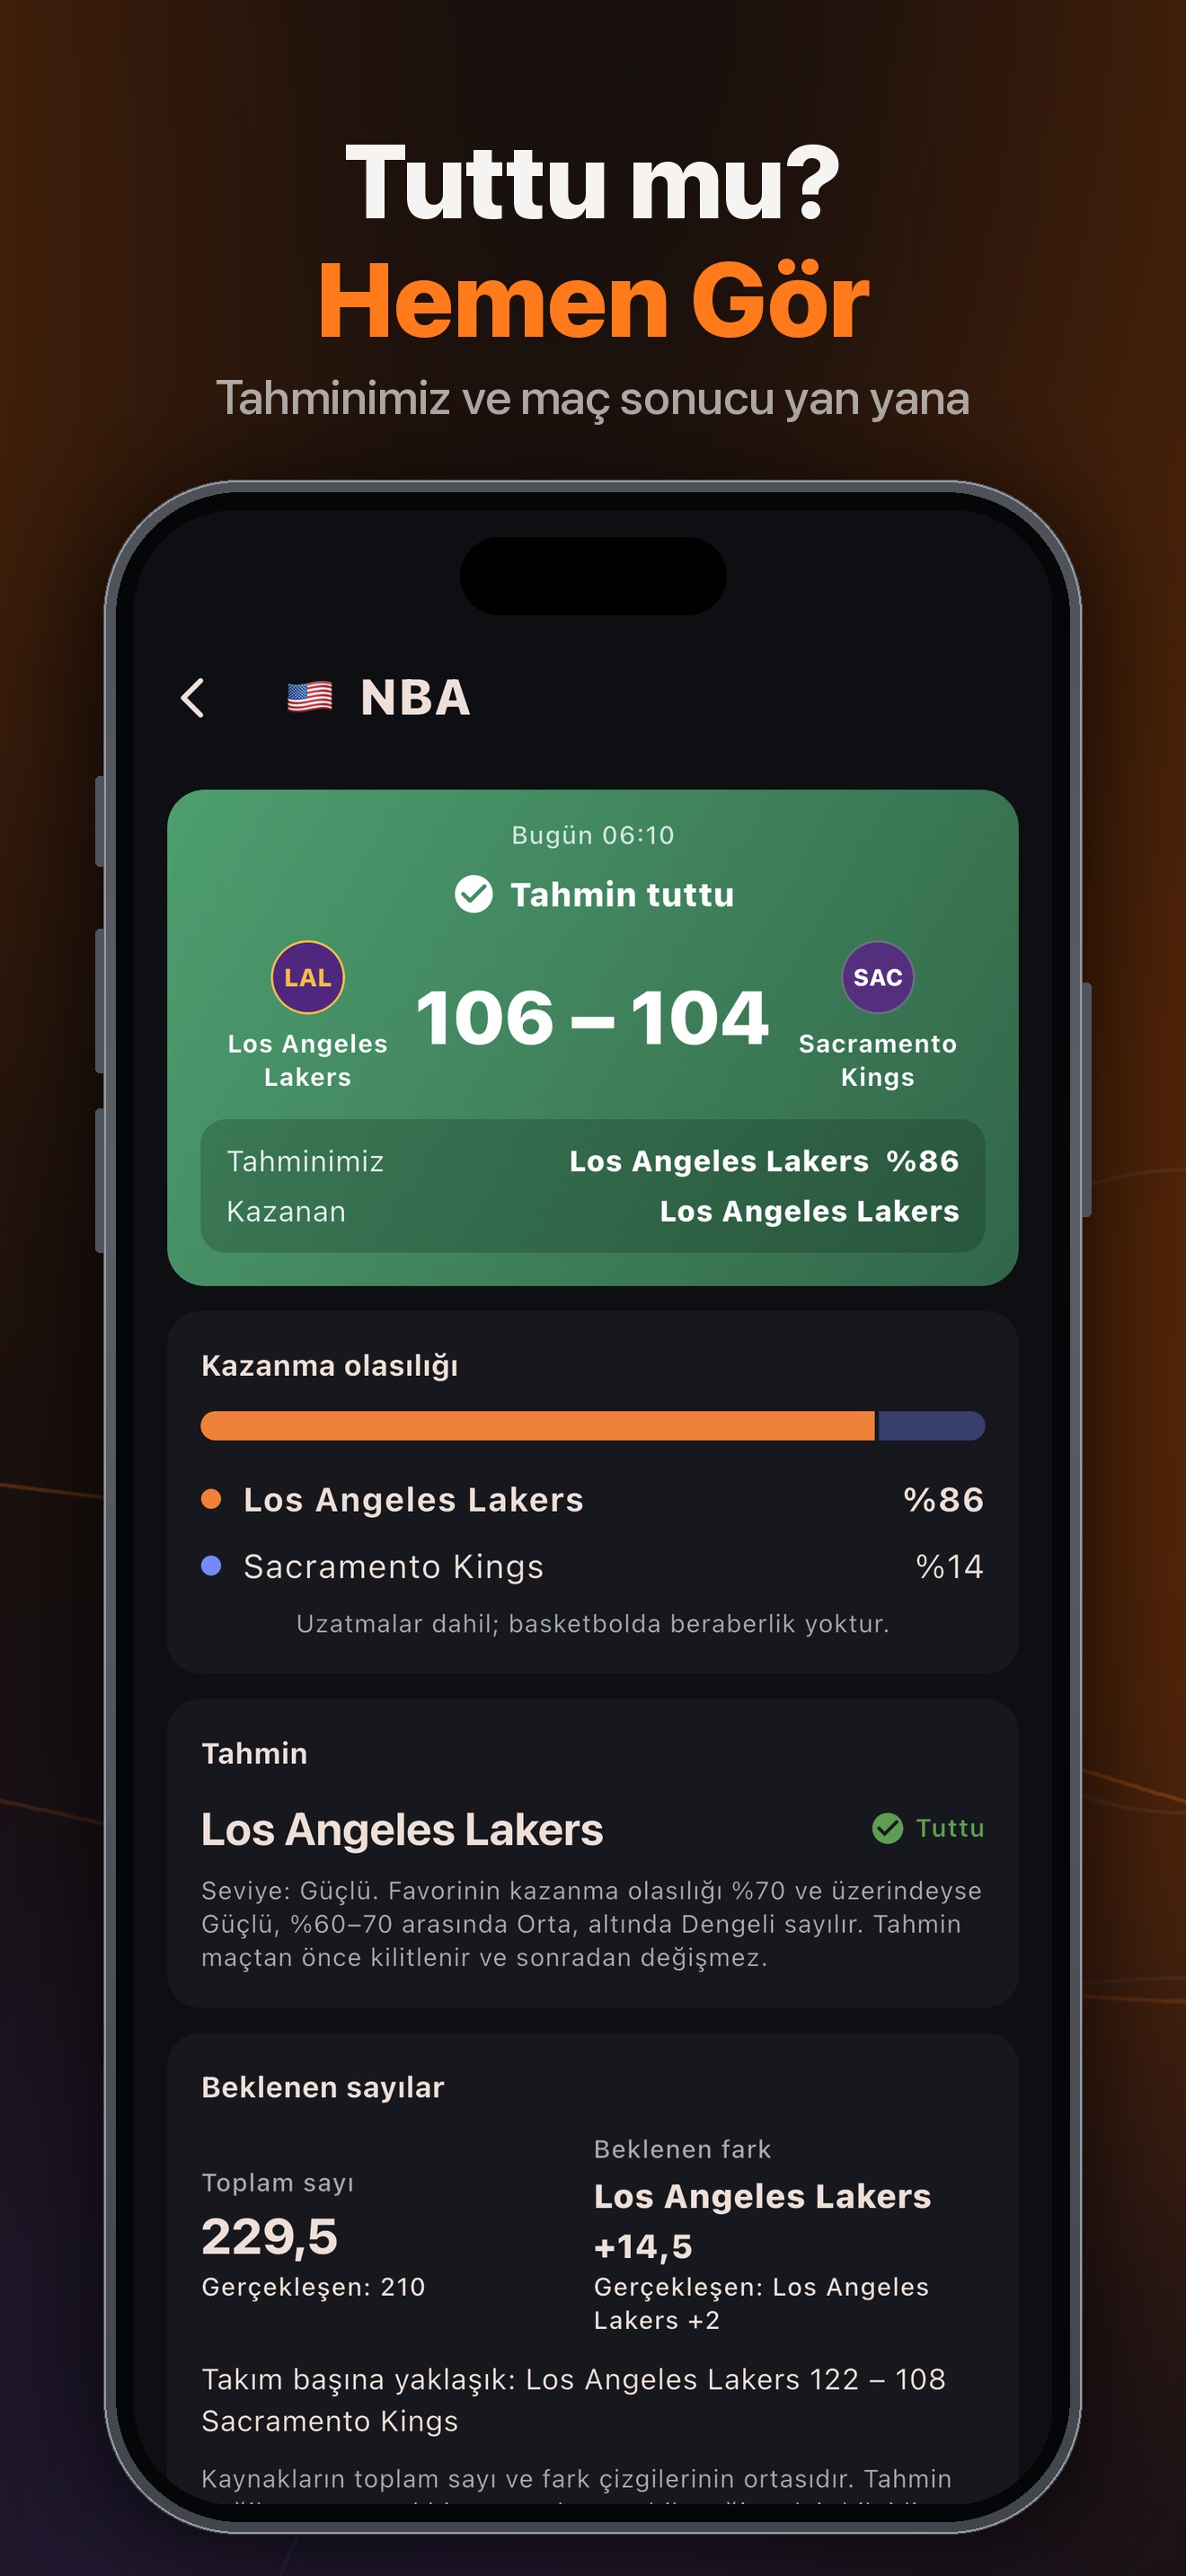 Tuttu mu?
Hemen Gör
Tahminimiz ve maç sonucu yan yana
🇺🇸 NBA
Bugün 06:10
Tahmin tuttu
LAL
106 – 104
SAC
Los Angeles
Lakers
Sacramento
Kings
Tahminimiz Los Angeles Lakers %86
Kazanan Los Angeles Lakers
Kazanma olasılığı
Los Angeles Lakers %86
Sacramento Kings %14
Uzatmalar dahil; basketbolda beraberlik yoktur.
Tahmin
Los Angeles Lakers Tuttu
Seviye: Güçlü. Favorinin kazanma olasılığı %70 ve üzerindeyse
Güçlü, %60–70 arasında Orta, altında Dengeli sayılır. Tahmin
maçtan önce kilitlenir ve sonradan değişmez.
Beklenen sayılar
Toplam sayı
229,5
Gerçekleşen: 210
Beklenen fark
Los Angeles Lakers
+14,5
Gerçekleşen: Los Angeles
Lakers +2
Takım başına yaklaşık: Los Angeles Lakers 122 – 108
Sacramento Kings
Kaynakların toplam sayı ve fark çizgilerinin ortasıdır. Tahmin